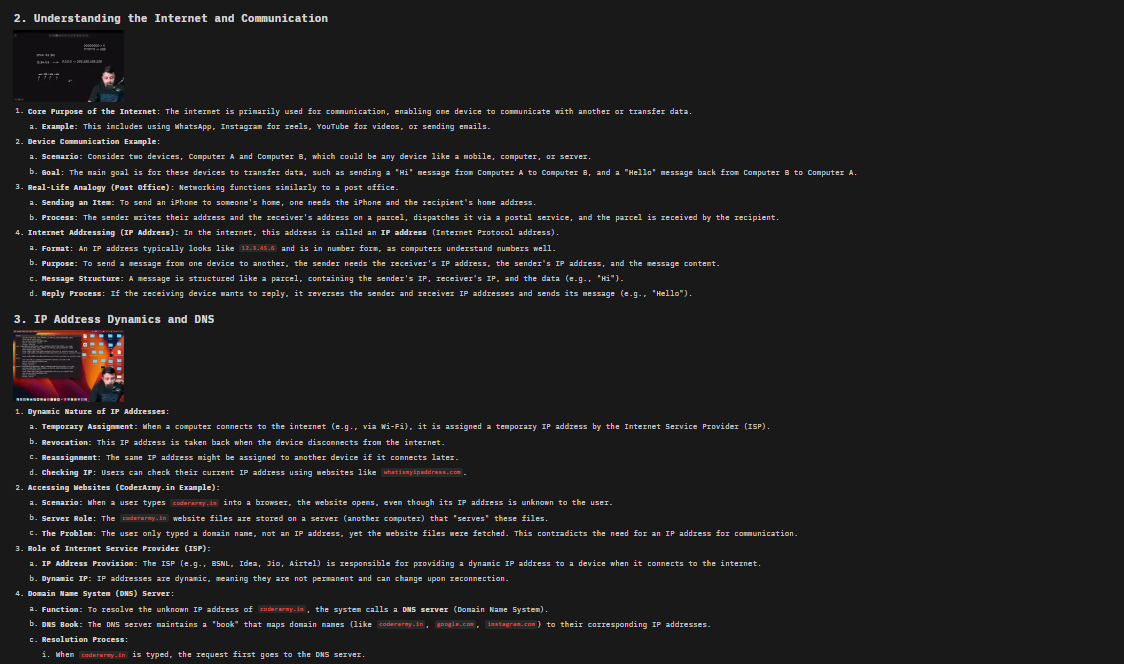 2. Understanding the Internet and Communication
1. Core Purpose of the Internet: The internet is primarily used for communication, enabling one device to communicate with another or transfer data.
a. Example: This includes using WhatsApp, Instagram for reels, YouTube for videos, or sending emails.
2. Device Communication Example:
a. Scenario: Consider two devices, Computer A and Computer B, which could be any device like a mobile, computer, or server.
b. Goal: The main goal is for these devices to transfer data, such as sending a "Hi" message from Computer A to Computer B, and a "Hello" message back from Computer B to Computer A.
3. Real-Life Analogy (Post Office): Networking functions similarly to a post office.
a. Sending an Item: To send an iPhone to someone's home, one needs the iPhone and the recipient's home address.
b. Process: The sender writes their address and the receiver's address on a parcel, dispatches it via a postal service, and the parcel is received by the recipient.
4. Internet Addressing (IP Address): In the internet, this address is called an IP address (Internet Protocol address).
a. Format: An IP address typically looks like 12.3.45.6 and is in number form, as computers understand numbers well.
b. Purpose: To send a message from one device to another, the sender needs the receiver's IP address, the sender's IP address, and the message content.
c. Message Structure: A message is structured like a parcel, containing the sender's IP, receiver's IP, and the data (e.g., "Hi").
d. Reply Process: If the receiving device wants to reply, it reverses the sender and receiver IP addresses and sends its message (e.g., "Hello").
3. IP Address Dynamics and DNS
1. Dynamic Nature of IP Addresses:
a. Temporary Assignment: When a computer connects to the internet (e.g., via Wi-Fi), it is assigned a temporary IP address by the Internet Service Provider (ISP).
b. Revocation: This IP address is taken back when the device disconnects from the internet.
c. Reassignment: The same IP address might be assigned to another device if it connects later.
d. Checking IP: Users can check their current IP address using websites like whatismyipaddress.com.
2. Accessing Websites (CoderArmy.in Example):
a. Scenario: When a user types coderarmy.in into a browser, the website opens, even though its IP address is unknown to the user.
b. Server Role: The coderarmy.in website files are stored on a server (another computer) that "serves" these files.
c. The Problem: The user only typed a domain name, not an IP address, yet the website files were fetched. This contradicts the need for an IP address for communication.
3. Role of Internet Service Provider (ISP):
a. IP Address Provision: The ISP (e.g., BSNL, Idea, Jio, Airtel) is responsible for providing a dynamic IP address to a device when it connects to the internet.
b. Dynamic IP: IP addresses are dynamic, meaning they are not permanent and can change upon reconnection.
4. Domain Name System (DNS) Server:
a. Function: To resolve the unknown IP address of coderarmy.in, the system calls a DNS server (Domain Name System).
b. DNS Book: The DNS server maintains a "book" that maps domain names (like coderarmy.in, google.com, instagram.com) to their corresponding IP addresses.
c. Resolution Process:
i. When coderarmy.in is typed, the request first goes to the DNS server.